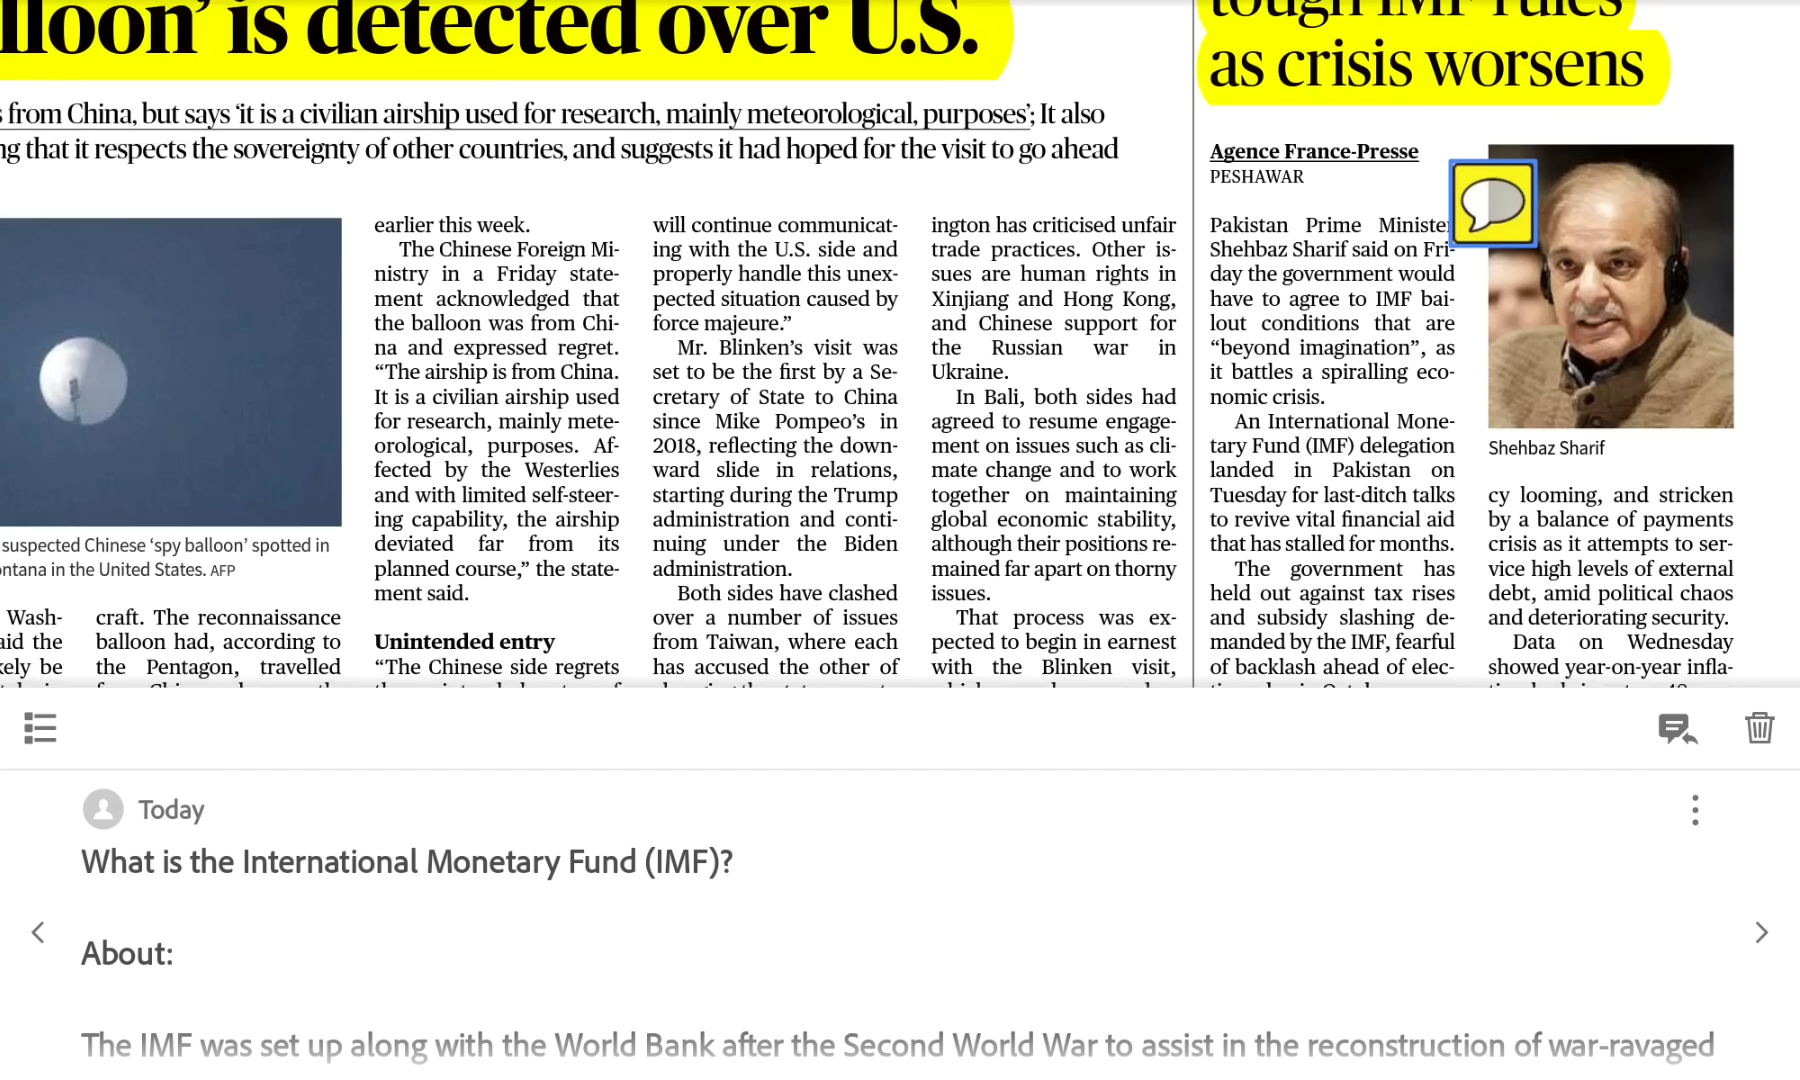 lloon’ is detected over U.S.
from China, but says ‘it is a civilian airship used for research, mainly meteorological, purposes’; It also
that it respects the sovereignty of other countries, and suggests it had hoped for the visit to go ahead
suspected Chinese ‘spy balloon’ spotted in
in the United States. AFP
Wash-
the
be
craft. The reconnaissance
balloon had, according to
the Pentagon, travelled
earlier this week.
The Chinese Foreign Mi-
nistry in a Friday state-
ment acknowledged that
the balloon was from Chi-
na and expressed regret.
“The airship is from China.
It is a civilian airship used
for research, mainly mete-
orological, purposes. Af-
fected by the Westerlies
and with limited self-steer-
ing capability, the airship
deviated far from its
planned course,” the state-
ment said.
Unintended entry
“The Chinese side regrets
will continue communicat-
ing with the U.S. side and
properly handle this unex-
pected situation caused by
force majeure.”
Mr. Blinken’s visit was
set to be the first by a Se-
cretary of State to China
since Mike Pompeo’s in
2018, reflecting the down-
ward slide in relations,
starting during the Trump
administration and conti-
nuing under the Biden
administration.
Both sides have clashed
over a number of issues
from Taiwan, where each
has accused the other of
ington has criticised unfair
trade practices. Other is-
sues are human rights in
Xinjiang and Hong Kong,
and Chinese support for
the Russian war in
Ukraine.
In Bali, both sides had
agreed to resume engage-
ment on issues such as cli-
mate change and to work
together on maintaining
global economic stability,
although their positions re-
mained far apart on thorny
issues.
That process was ex-
pected to begin in earnest
with the Blinken visit,
tough IMF rules
as crisis worsens
Agence France-Presse
PESHAWAR
Pakistan Prime Minister
Shehbaz Sharif said on Fri-
day the government would
have to agree to IMF bai-
lout conditions that are
“beyond imagination”, as
it battles a spiralling eco-
nomic crisis.
An International Mone-
tary Fund (IMF) delegation
landed in Pakistan on
Tuesday for last-ditch talks
to revive vital financial aid
that has stalled for months.
The government has
held out against tax rises
and subsidy slashing de-
manded by the IMF, fearful
of backlash ahead of elec-
Shehbaz Sharif
cy looming, and stricken
by a balance of payments
crisis as it attempts to ser-
vice high levels of external
debt, amid political chaos
and deteriorating security.
Data on Wednesday
showed year-on-year infla-
Today
What is the International Monetary Fund (IMF)?
About:
The IMF was set up along with the World Bank after the Second World War to assist in the reconstruction of war-ravaged